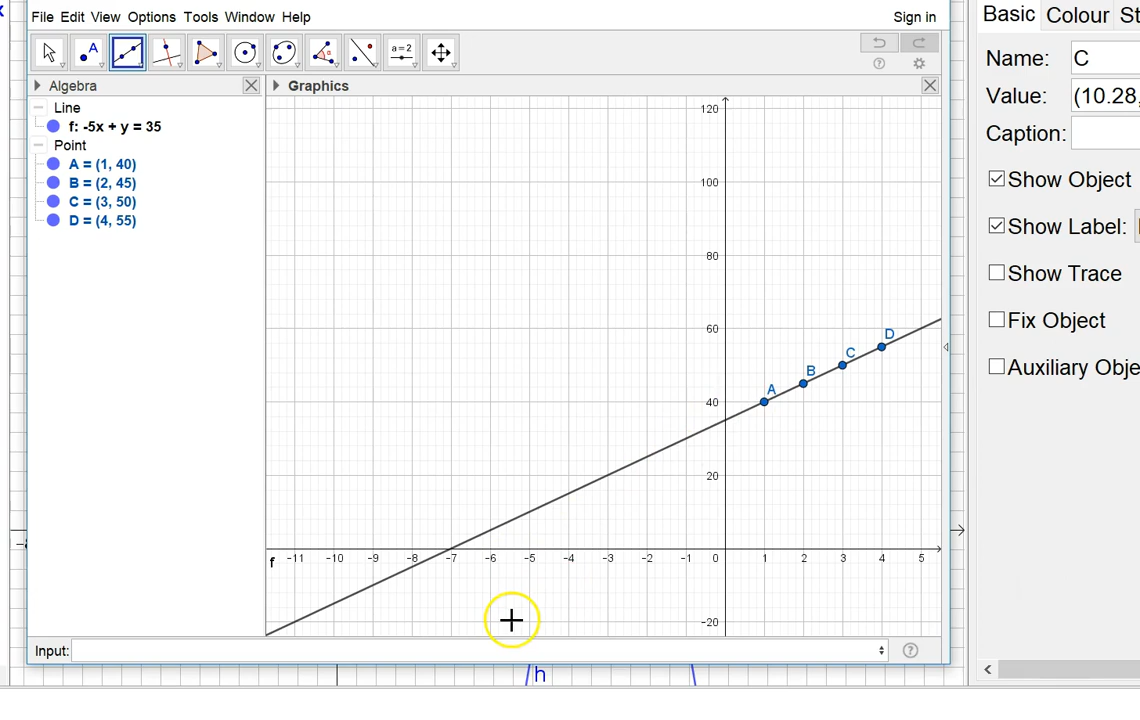 x
File Edit View Options Tools Window Help
Sign in
A
a=2
Algebra
Graphics
Line
f: -5x + y = 35
Point
A = (1, 40)
B = (2, 45)
C = (3, 50)
D = (4, 55)
120
100
80
60
40
20
-20
-11 -10 -9 -8 -7 -6 -5 -4 -3 -2 -1 0 1 2 3 4 5
f
A
B
C
D
Input:
h
Basic Colour St
Name: C
Value: (10.28,
Caption:
Show Object
Show Label:
Show Trace
Fix Object
Auxiliary Obje